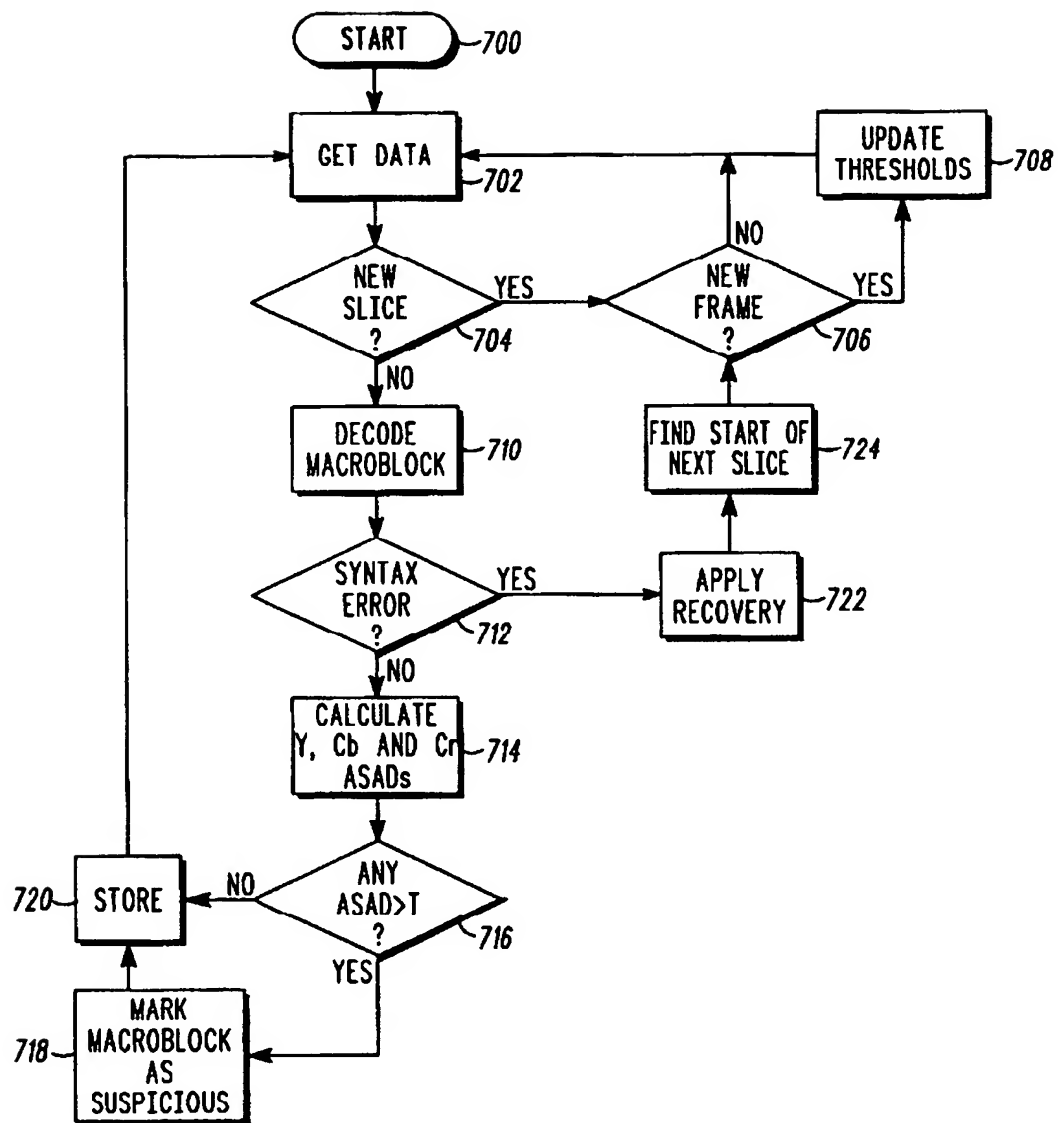 START
700
GET DATA
702
UPDATE
THRESHOLDS
708
NEW
SLICE
?
704
YES
NO
NEW
FRAME
?
706
NO
YES
DECODE
MACROBLOCK
710
FIND START OF
NEXT SLICE
724
SYNTAX
ERROR
?
712
YES
NO
APPLY
RECOVERY
722
CALCULATE
Y, Cb AND Cr
ASADs
714
ANY
ASAD>T
?
716
NO
YES
720
STORE
718
MARK
MACROBLOCK
AS
SUSPICIOUS